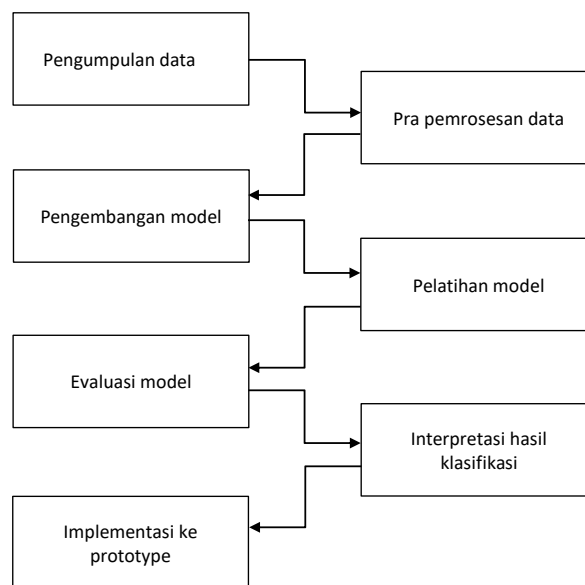 Pengumpulan data
Pra pemrosesan data
Pengembangan model
Pelatihan model
Evaluasi model
Interpretasi hasil
klasifikasi
Implementasi ke
prototype